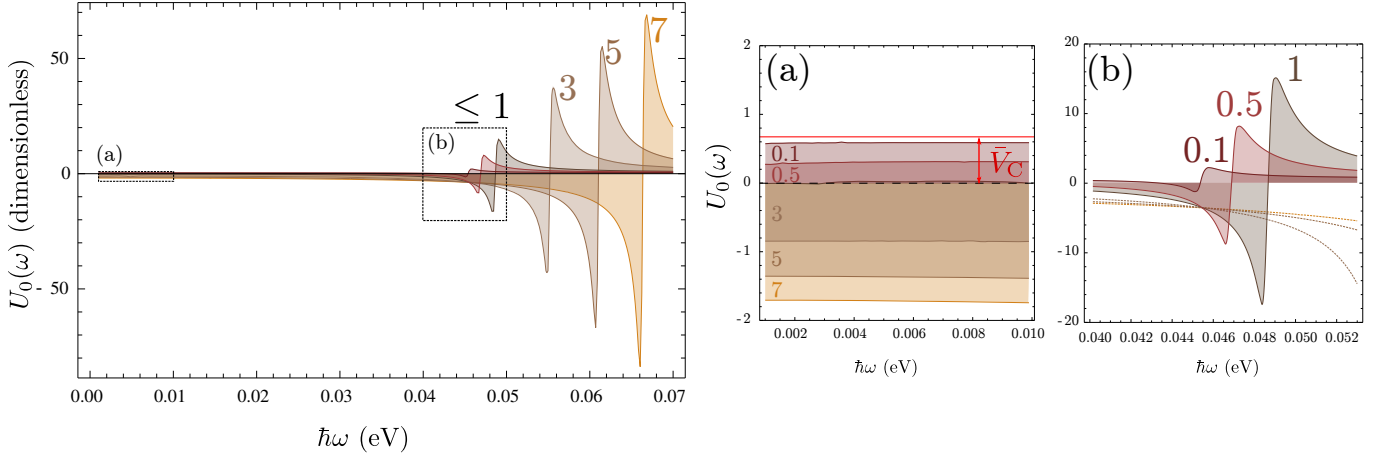 U₀(ω) (dimensionless)
50
0
- 50
(a)
(b)
≤ 1
3
5
7
0.00 0.01 0.02 0.03 0.04 0.05 0.06 0.07
ħω (eV)
(a)
U₀(ω)
2
1
0
-1
-2
0.1
0.5
3
5
7
V̄_C
0.002 0.004 0.006 0.008 0.010
ħω (eV)
(b)
20
10
0
-10
-20
0.1
0.5
1
0.040 0.042 0.044 0.046 0.048 0.050 0.052
ħω (eV)